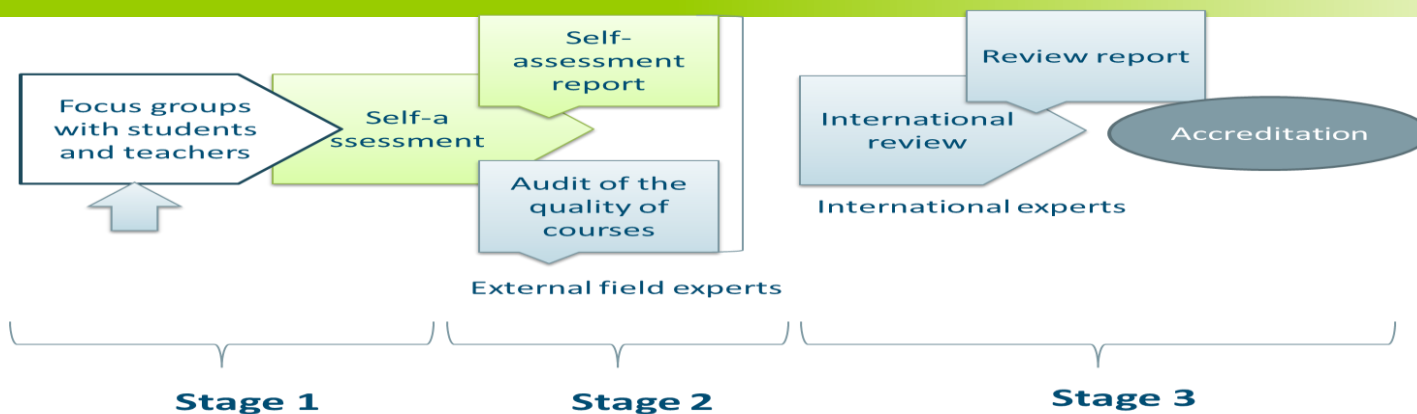 Focus groups
with students
and teachers
Self-a
ssessment
Self-
assessment
report
Audit of the
quality of
courses
External field experts
International
review
International experts
Review report
Accreditation
Stage 1
Stage 2
Stage 3